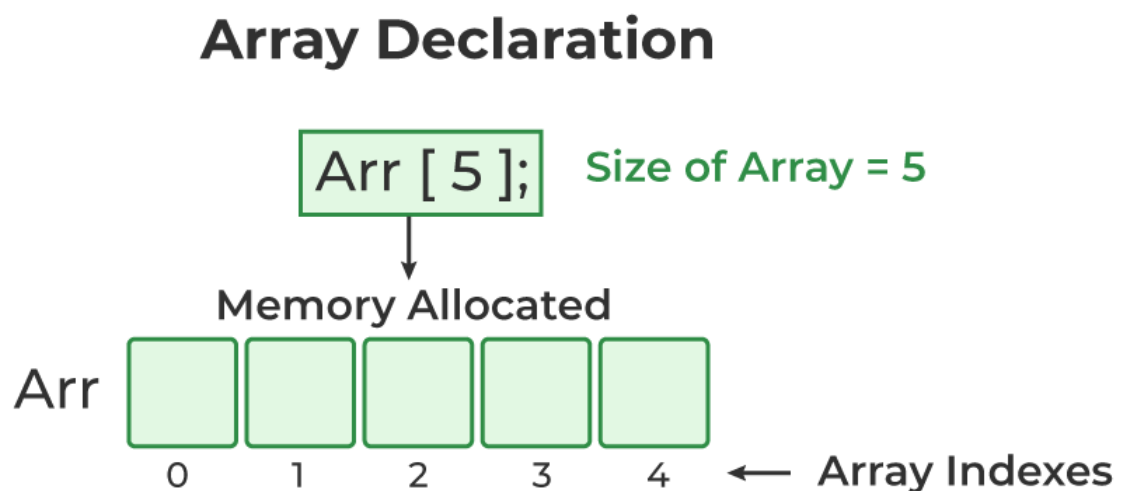 Array Declaration
Arr [ 5 ];
Size of Array = 5
Memory Allocated
Arr
0 1 2 3 4
Array Indexes